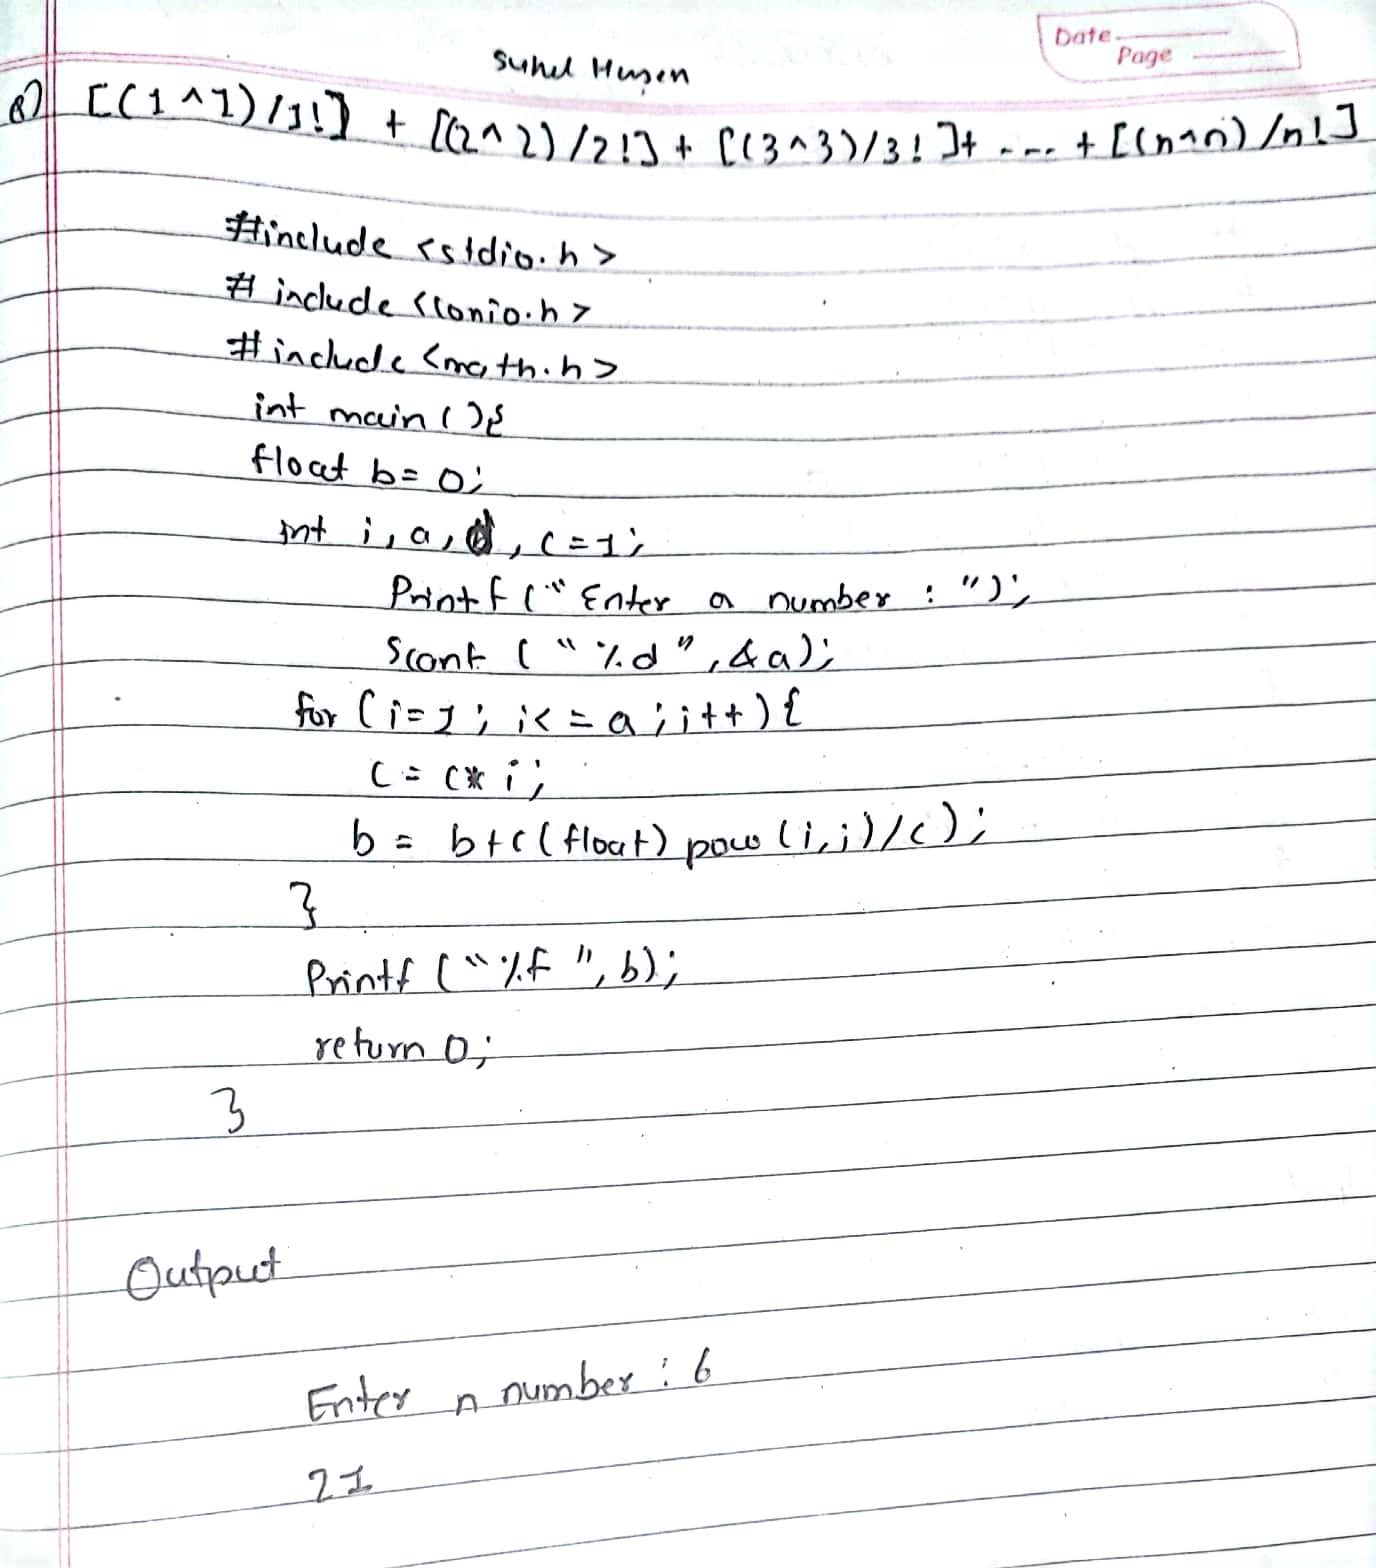 Date
Page
Suhel Husen
8) [(1^1)/1!] + [(2^2)/2!] + [(3^3)/3!]+ ---- + [(n^n)/n!]
#include <stdio.h>
# include <conio.h>
#include <math.h>
int main(){
float b= 0;
int i, a, d, c=1;
Printf (" Enter a number : ");
Scanf ( " %d ", &a);
for (i=1; i<=a; i++) {
c = c* i;
b = b+((float) pow (i,i)/c);
}
Printf (" %f ", b);
return 0;
}
Output
Enter n number : 6
21